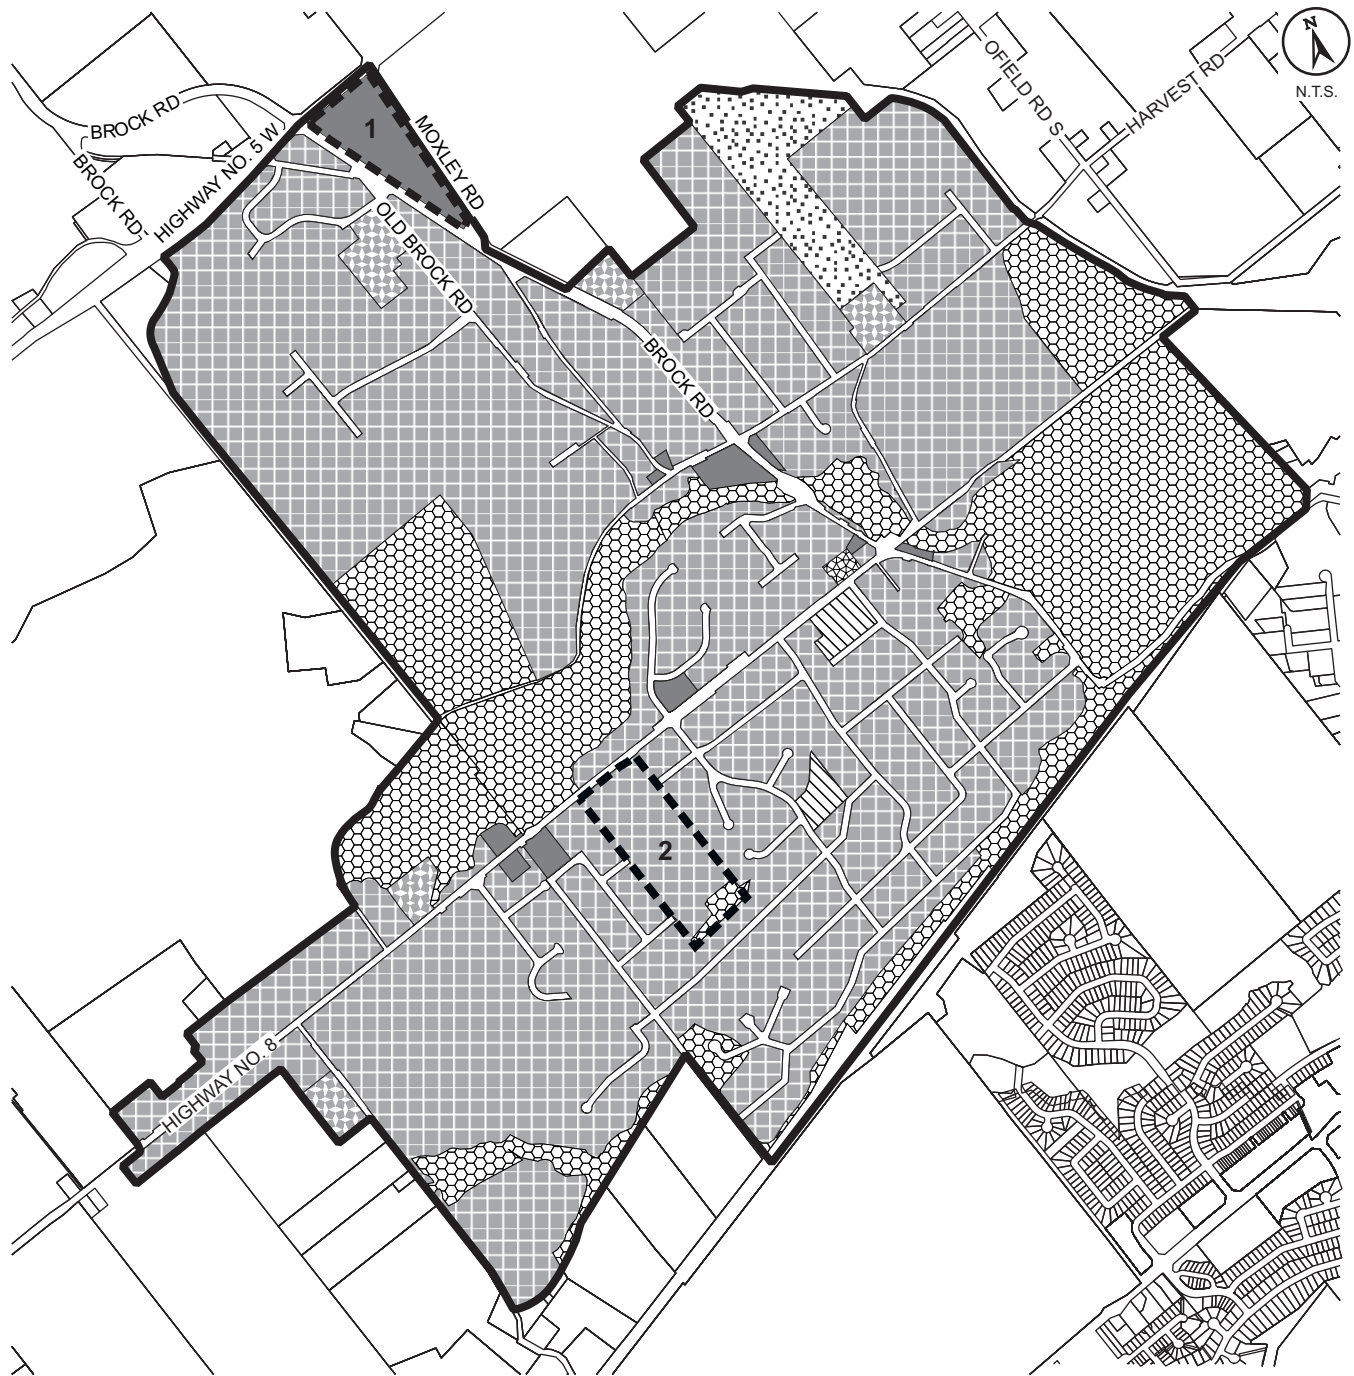 N
N.T.S.
OFIELD RD S
HARVEST RD
BROCK RD
1
MOXLEY RD
HIGHWAY NO. 5 W
BROCK RD
OLD BROCK RD
BROCK RD
2
HIGHWAY NO. 8